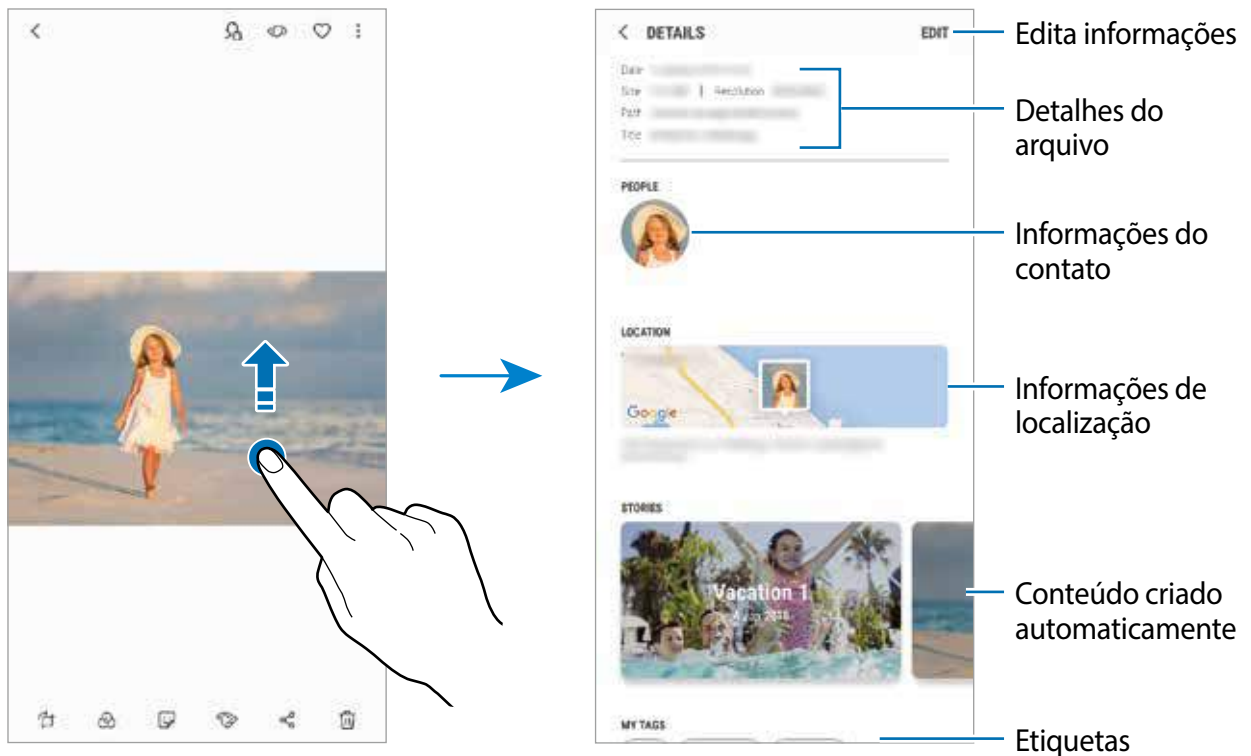 DETAILS
EDIT
Edita informações
Date
Size | Resolution
Path
Title
Detalhes do
arquivo
PEOPLE
Informações do
contato
LOCATION
Google
Informações de
localização
STORIES
Vacation 1
Conteúdo criado
automaticamente
MY TAGS
Etiquetas